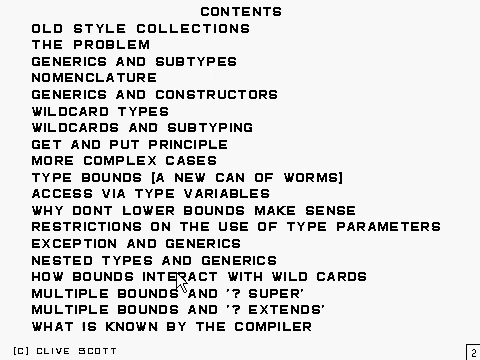 CONTENTS
OLD STYLE COLLECTIONS
THE PROBLEM
GENERICS AND SUBTYPES
NOMENCLATURE
GENERICS AND CONSTRUCTORS
WILDCARD TYPES
WILDCARDS AND SUBTYPING
GET AND PUT PRINCIPLE
MORE COMPLEX CASES
TYPE BOUNDS [A NEW CAN OF WORMS]
ACCESS VIA TYPE VARIABLES
WHY DONT LOWER BOUNDS MAKE SENSE
RESTRICTIONS ON THE USE OF TYPE PARAMETERS
EXCEPTION AND GENERICS
NESTED TYPES AND GENERICS
HOW BOUNDS INTERACT WITH WILD CARDS
MULTIPLE BOUNDS AND '? SUPER'
MULTIPLE BOUNDS AND '? EXTENDS'
WHAT IS KNOWN BY THE COMPILER
[C] CLIVE SCOTT
2